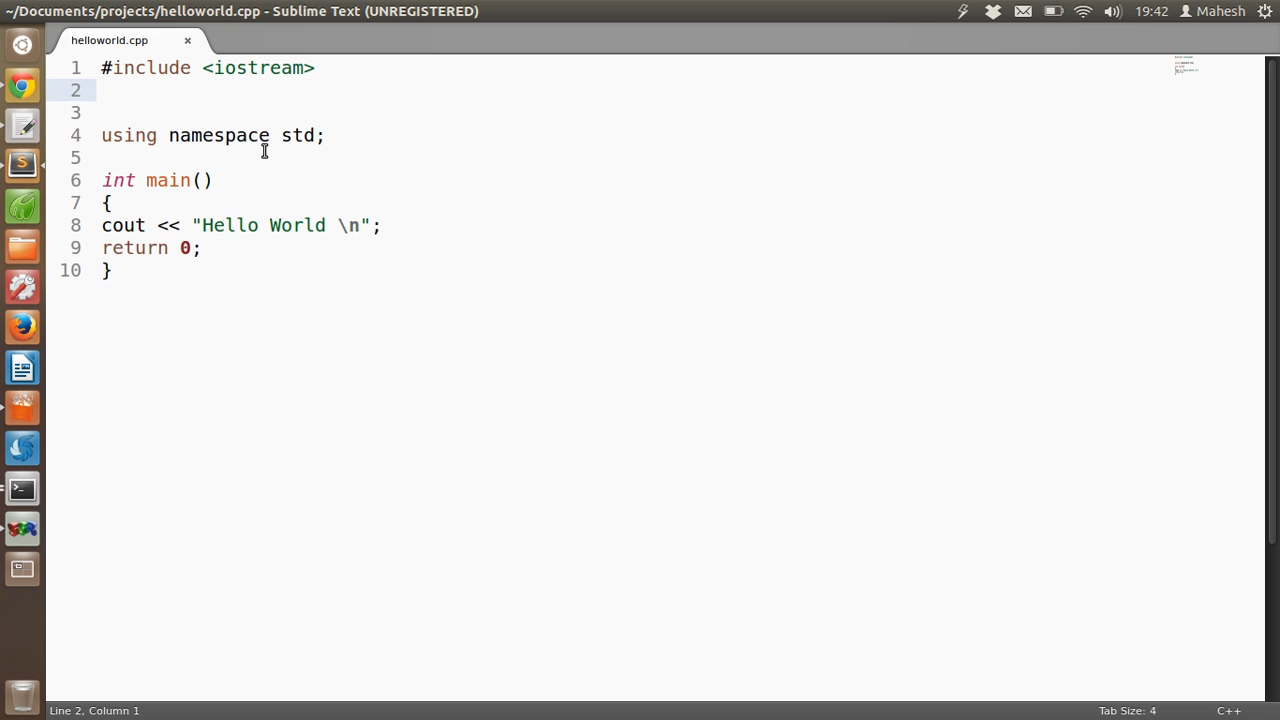 ~/Documents/projects/helloworld.cpp - Sublime Text (UNREGISTERED)
19:42
Mahesh
helloworld.cpp ×
1 #include <iostream>
2
3
4 using namespace std;
5
6 int main()
7 {
8 cout << "Hello World \n";
9 return 0;
10 }
Line 2, Column 1
Tab Size: 4
C++